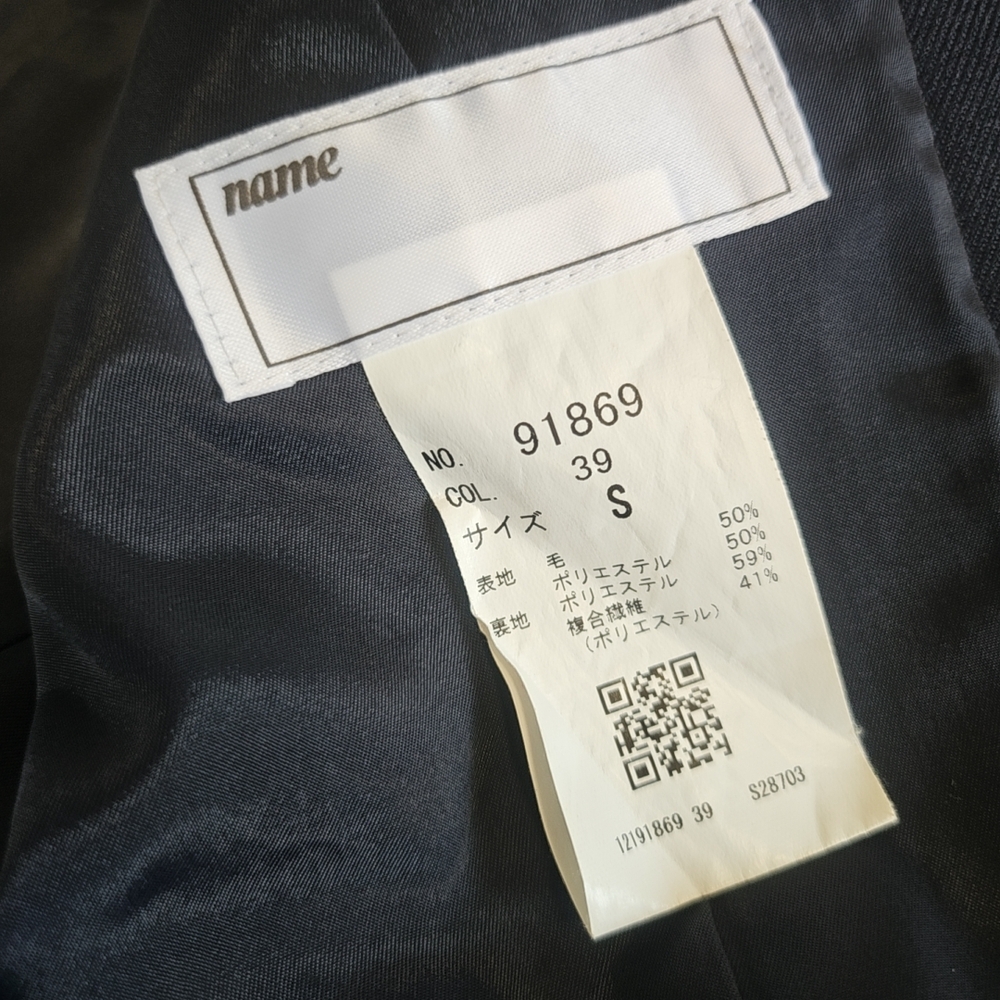 name
NO. 91869
COL. 39
サイズ S
表地 毛 50%
ポリエステル 50%
裏地 ポリエステル 59%
複合繊維 41%
(ポリエステル)
12191869 39 S28703